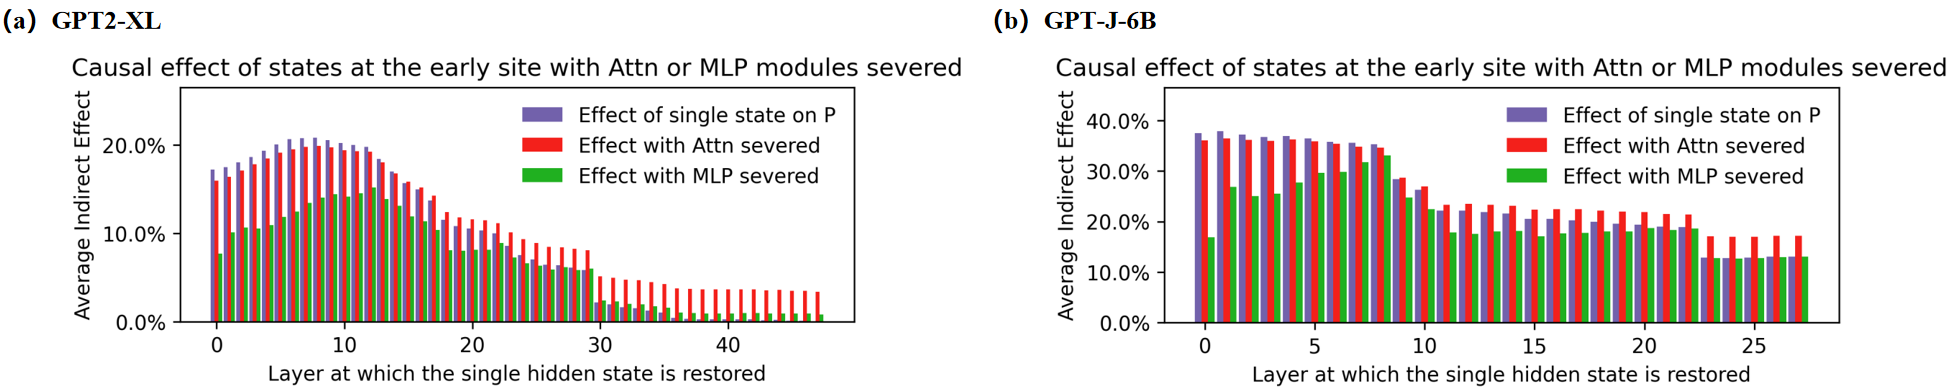 (a) GPT2-XL
Causal effect of states at the early site with Attn or MLP modules severed
Average Indirect Effect
20.0%
10.0%
0.0%
Effect of single state on P
Effect with Attn severed
Effect with MLP severed
0 10 20 30 40
Layer at which the single hidden state is restored
(b) GPT-J-6B
Causal effect of states at the early site with Attn or MLP modules severed
Average Indirect Effect
40.0%
30.0%
20.0%
10.0%
0.0%
Effect of single state on P
Effect with Attn severed
Effect with MLP severed
0 5 10 15 20 25
Layer at which the single hidden state is restored